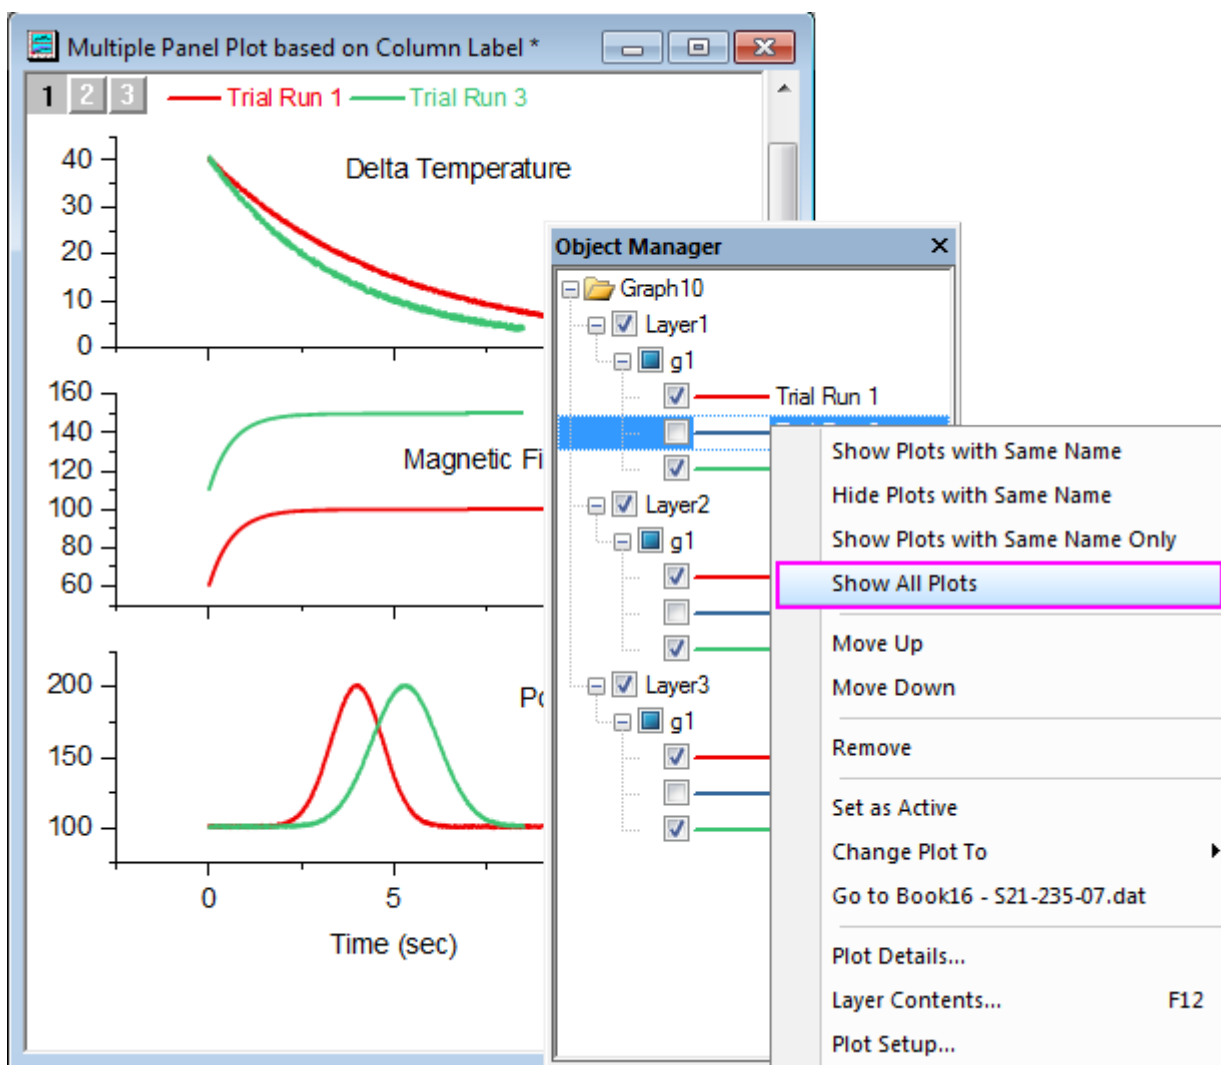 Multiple Panel Plot based on Column Label *
1 2 3 Trial Run 1 Trial Run 3
40
30
20
10
0
Delta Temperature
160
140
120
100
80
60
Magnetic Fi
200
150
100
0 5
Time (sec)
Object Manager
Graph10
Layer1
g1
Trial Run 1
Layer2
g1
Layer3
g1
Show Plots with Same Name
Hide Plots with Same Name
Show Plots with Same Name Only
Show All Plots
Move Up
Move Down
Remove
Set as Active
Change Plot To
Go to Book16 - S21-235-07.dat
Plot Details...
Layer Contents... F12
Plot Setup...